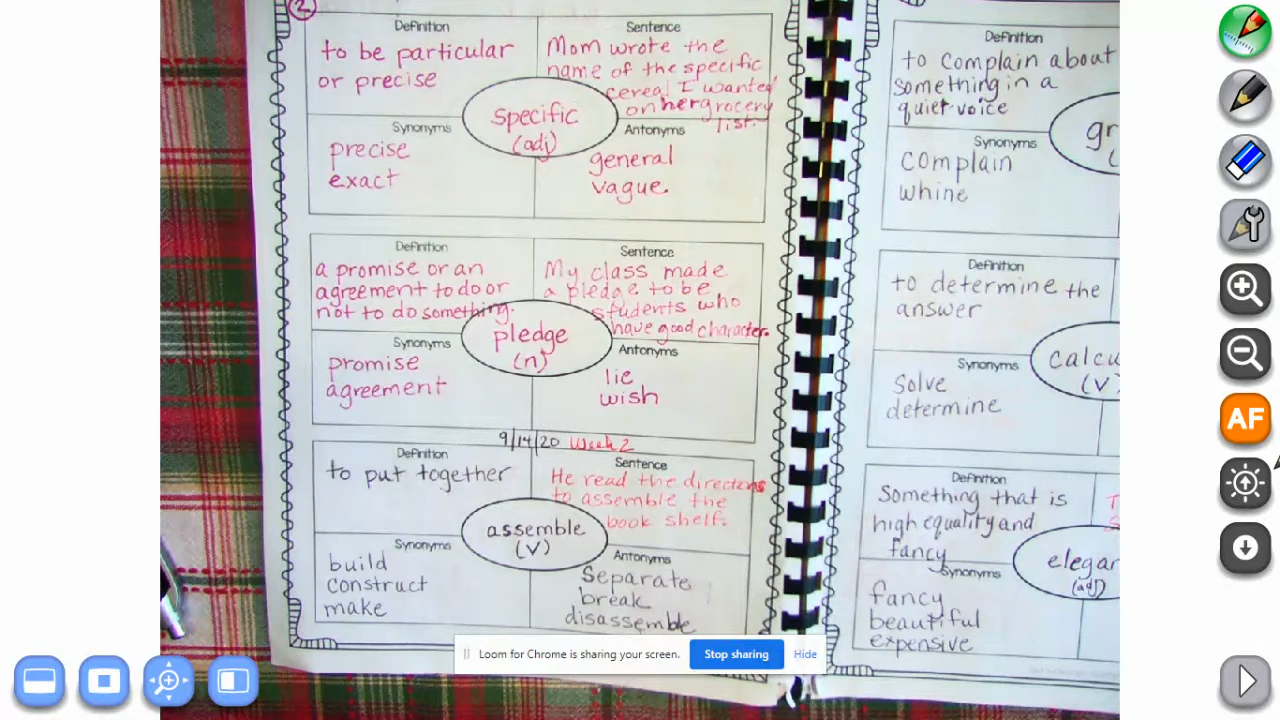 2
Definition
to be particular
or precise
Sentence
Mom wrote the
name of the specific
cereal I wanted
on her grocery
list.
specific
(adj)
Synonyms
precise
exact
Antonyms
general
vague.
Definition
a promise or an
agreement to do or
not to do something.
Sentence
My class made
a pledge to be
students who
have good character.
pledge
(n)
Synonyms
promise
agreement
Antonyms
lie
wish
9/14/20 Week 2
Definition
to put together
Sentence
He read the directions
to assemble the
book shelf.
assemble
(V)
Synonyms
build
construct
make
Antonyms
Separate
break
disassemble
Definition
to complain about
something in a
quiet voice
gr
Synonyms
complain
whine
Definition
to determine the
answer
calcu
(V)
Synonyms
Solve
determine
Definition
Something that is
high equality and
fancy
elegan
(adj)
Synonyms
fancy
beautiful
expensive
AF
Loom for Chrome is sharing your screen.
Stop sharing
Hide